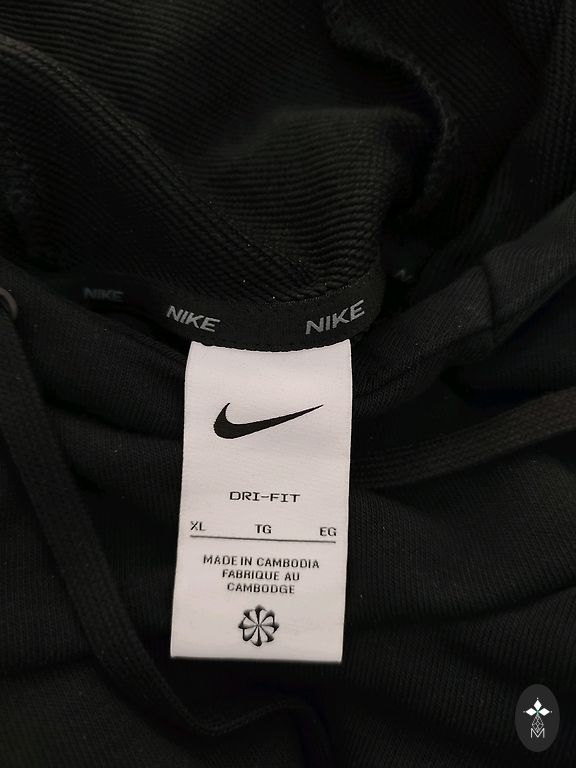 NIKE NIKE NIKE
DRI-FIT
XL TG EG
MADE IN CAMBODIA
FABRIQUE AU
CAMBODGE
M